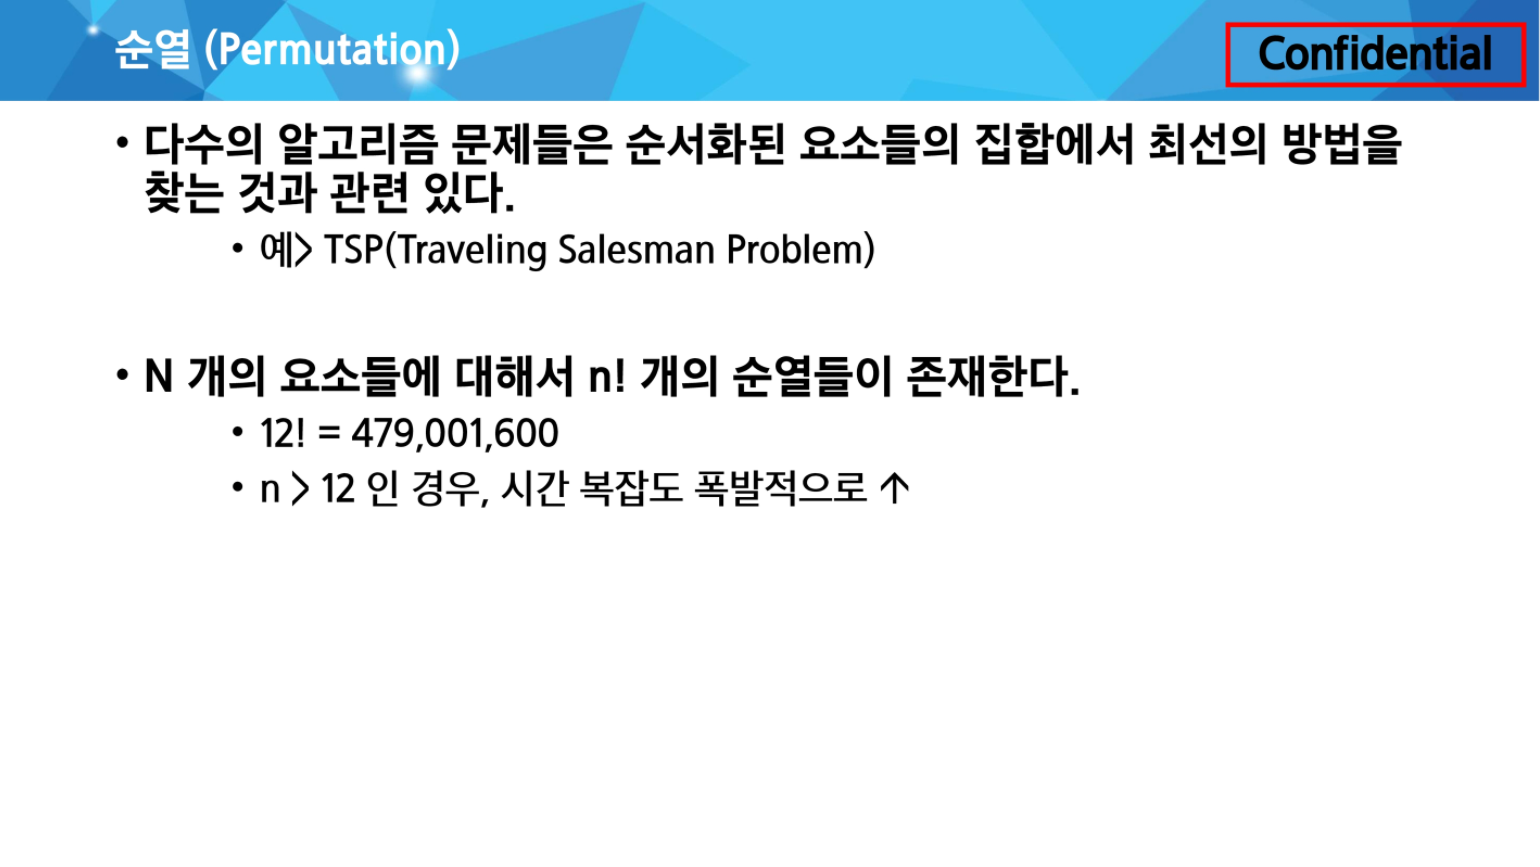 순열 (Permutation)
Confidential
• 다수의 알고리즘 문제들은 순서화된 요소들의 집합에서 최선의 방법을
찾는 것과 관련 있다.
• 예> TSP(Traveling Salesman Problem)
• N 개의 요소들에 대해서 n! 개의 순열들이 존재한다.
• 12! = 479,001,600
• n > 12 인 경우, 시간 복잡도 폭발적으로 ↑